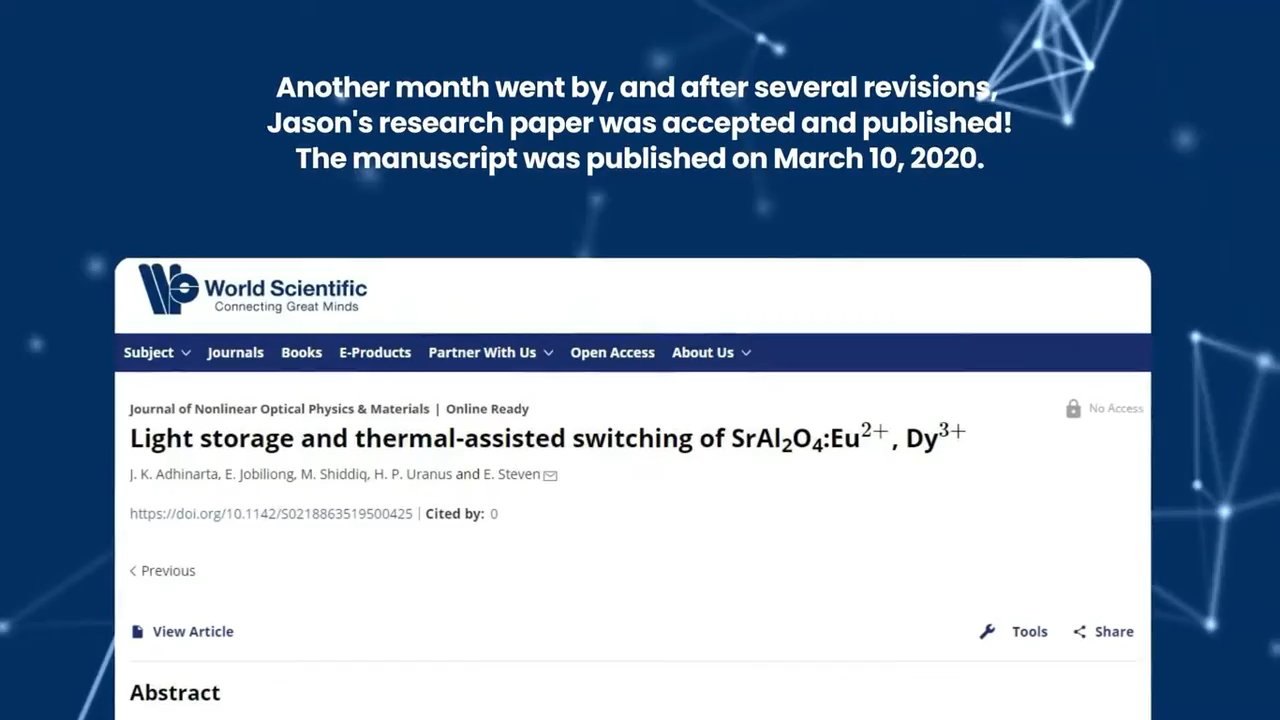 Another month went by, and after several revisions,
Jason's research paper was accepted and published!
The manuscript was published on March 10, 2020.
World Scientific
Connecting Great Minds
Subject Journals Books E-Products Partner With Us Open Access About Us
Journal of Nonlinear Optical Physics & Materials | Online Ready No Access
Light storage and thermal-assisted switching of SrAl₂O₄:Eu²⁺, Dy³⁺
J. K. Adhinarta, E. Jobiliong, M. Shiddiq, H. P. Uranus and E. Steven
https://doi.org/10.1142/S0218863519500425 | Cited by: 0
< Previous
View Article Tools Share
Abstract